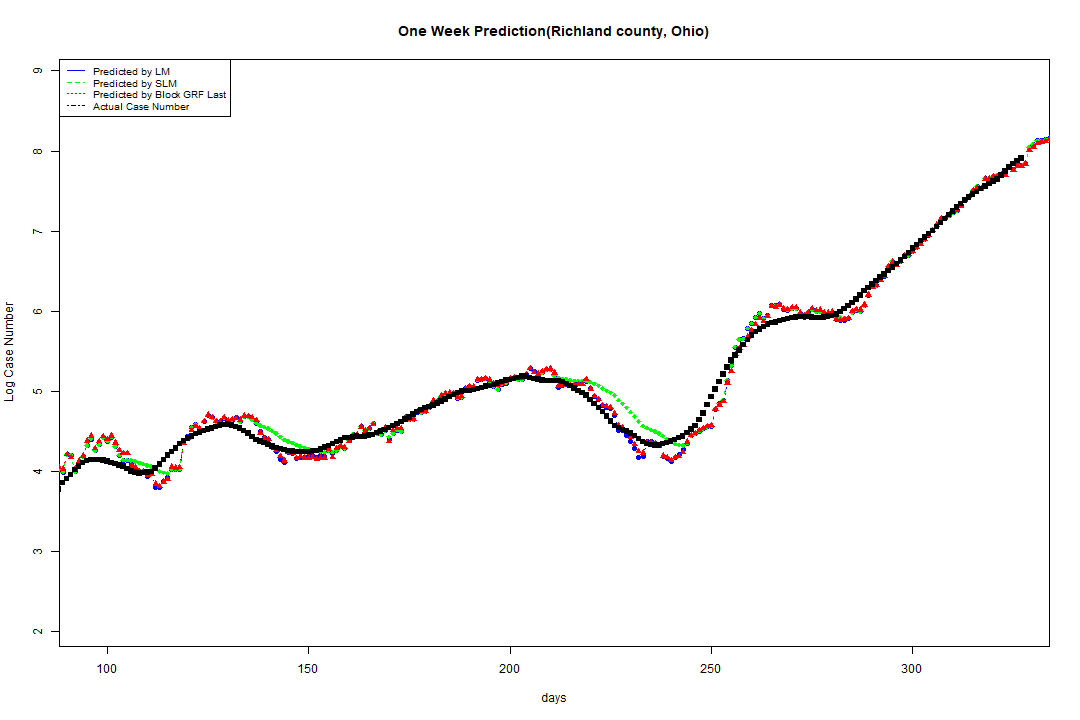 One Week Prediction(Richland county, Ohio)
Predicted by LM
Predicted by SLM
Predicted by Block GRF Last
Actual Case Number
9
8
7
6
5
4
3
2
Log Case Number
100 150 200 250 300
days